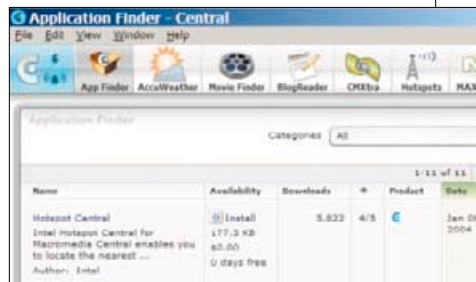 Application Finder - Central
File Edit View Window Help
App Finder AccuWeather Movie Finder BlogReader CMXtra Hotspots MAX
Application Finder
Categories All
1-11 of 11
Name Availability Downloads Product Date
Hotspot Central Install 5,822 4/5 Jan 08
Intel Hotspot Central for 177.3 KB 2004
Macromedia Central enables you $0.00
to locate the nearest ... 0 days free
Author: Intel